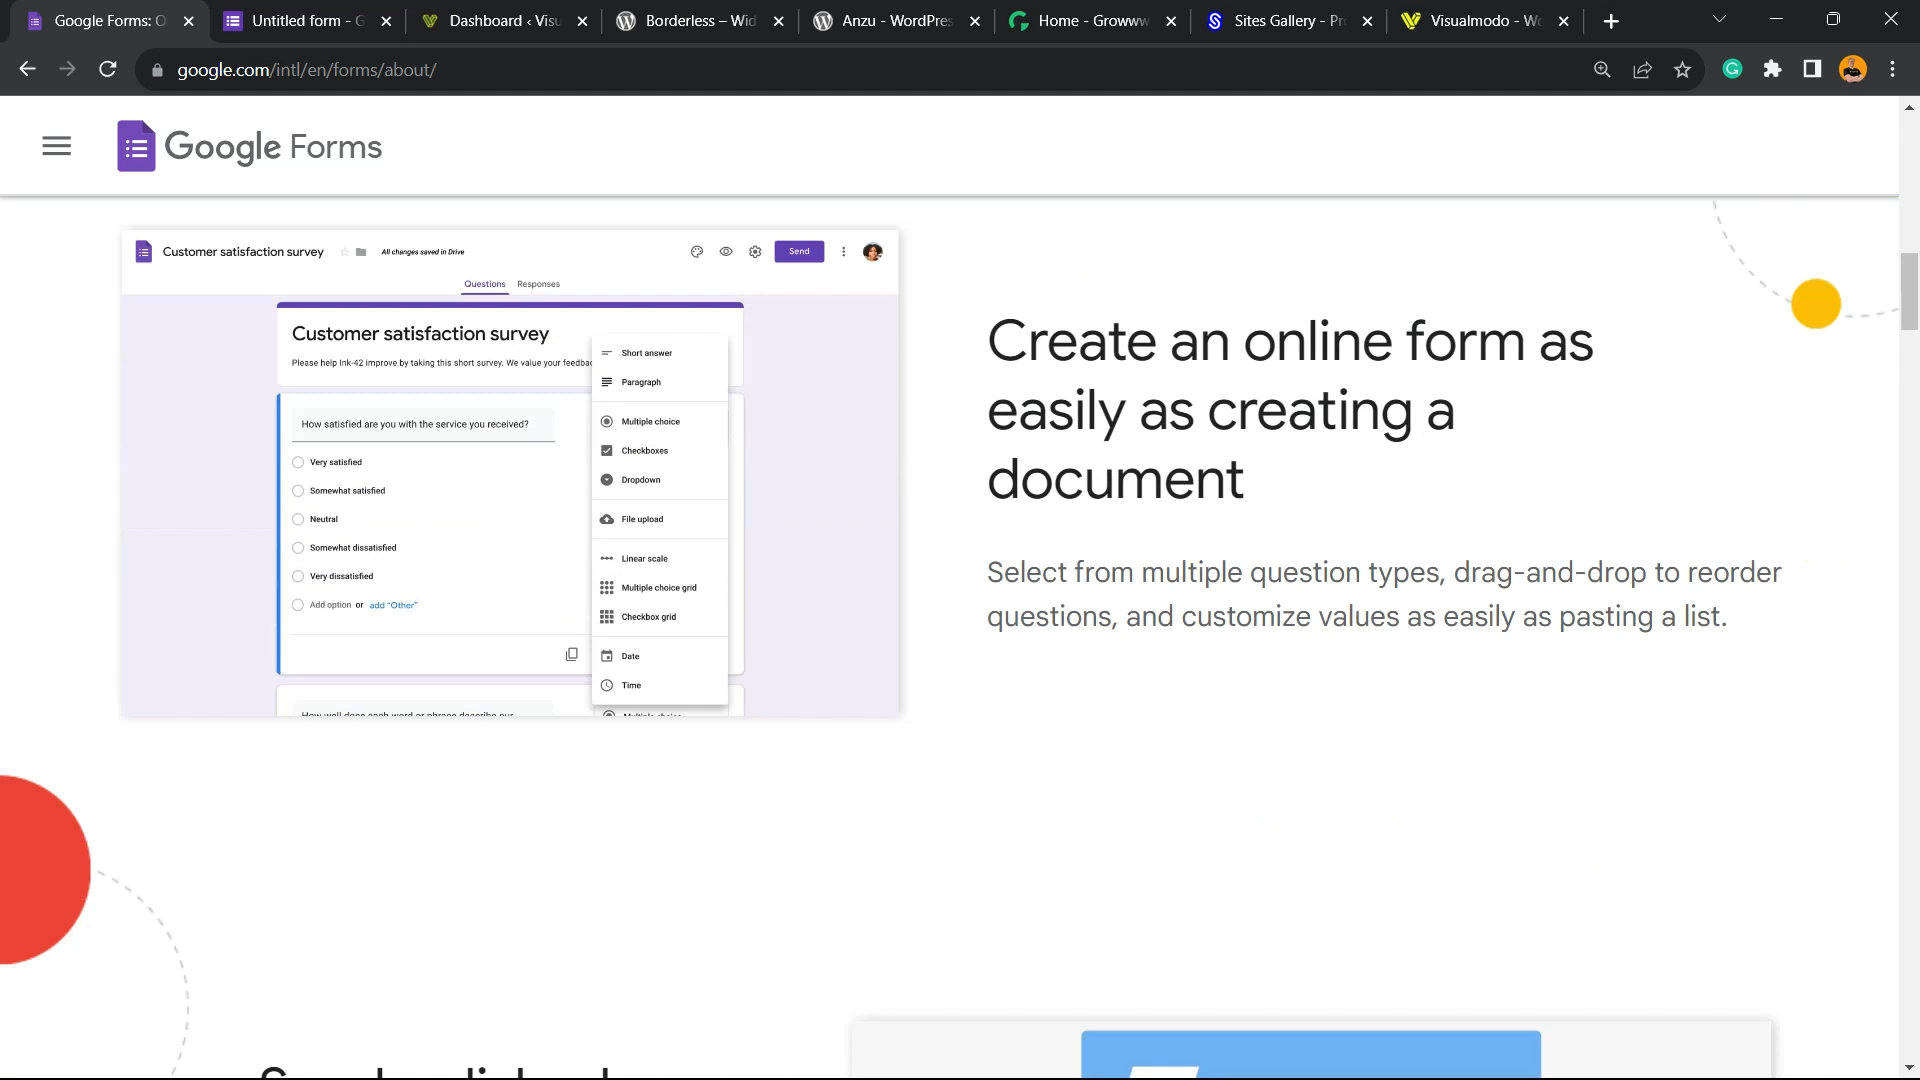 Google Forms: O
Untitled form - G
Dashboard ‹ Visu
Borderless – Wid
Anzu - WordPres
Home - Growww
Sites Gallery - Pr
Visualmodo - Wo
google.com/intl/en/forms/about/
Google Forms
Customer satisfaction survey
All changes saved in Drive
Send
Questions
Responses
Customer satisfaction survey
Please help Ink-42 improve by taking this short survey. We value your feedba
How satisfied are you with the service you received?
Very satisfied
Somewhat satisfied
Neutral
Somewhat dissatisfied
Very dissatisfied
Add option or add "Other"
Short answer
Paragraph
Multiple choice
Checkboxes
Dropdown
File upload
Linear scale
Multiple choice grid
Checkbox grid
Date
Time
How well does each word or phrase describe our
Multiple choice
Create an online form as
easily as creating a
document
Select from multiple question types, drag-and-drop to reorder
questions, and customize values as easily as pasting a list.